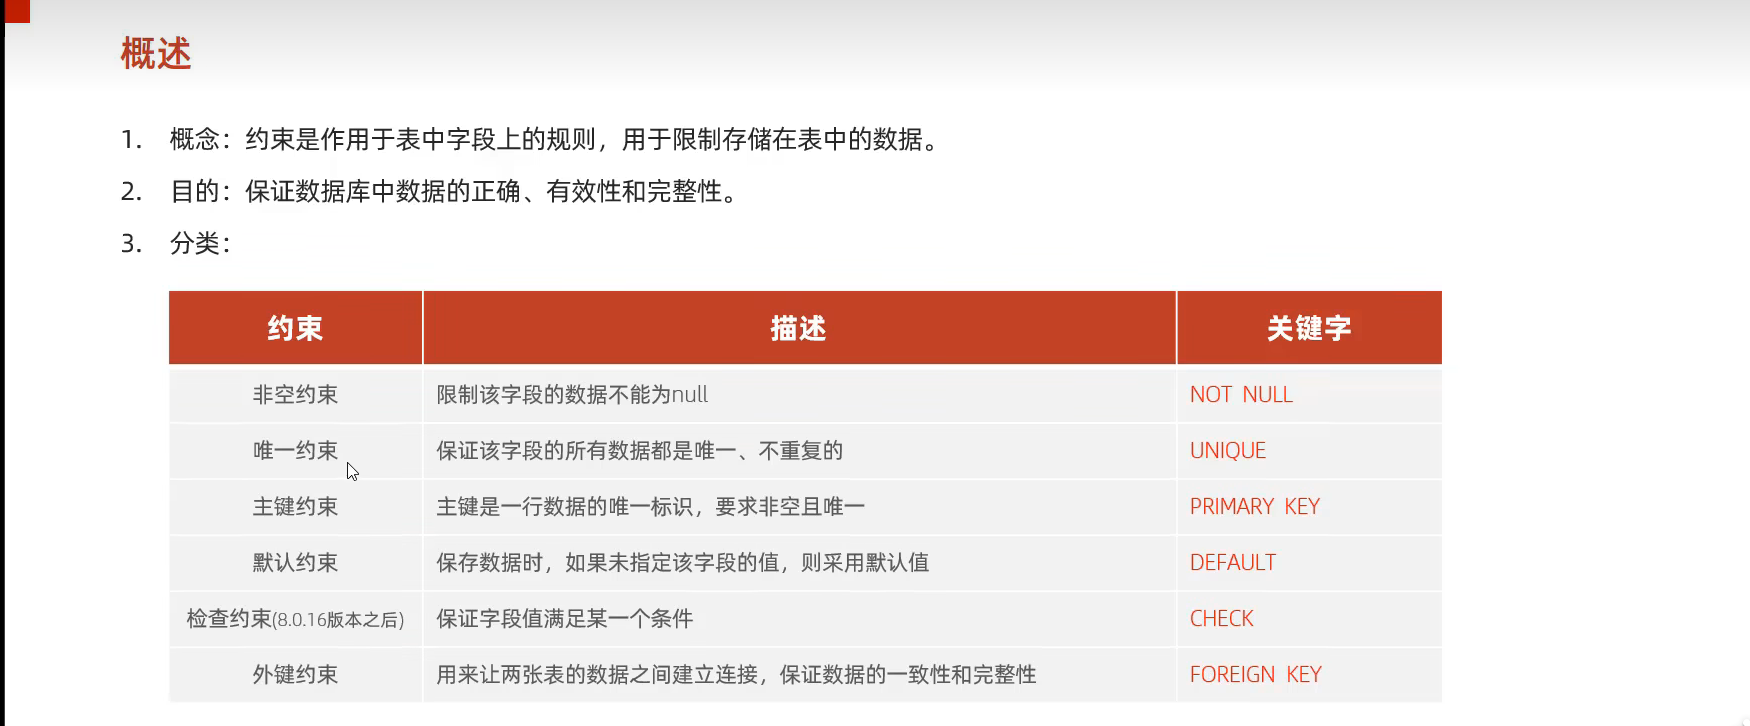 概述
1. 概念：约束是作用于表中字段上的规则，用于限制存储在表中的数据。
2. 目的：保证数据库中数据的正确、有效性和完整性。
3. 分类：
约束 描述 关键字
非空约束 限制该字段的数据不能为null NOT NULL
唯一约束 保证该字段的所有数据都是唯一、不重复的 UNIQUE
主键约束 主键是一行数据的唯一标识，要求非空且唯一 PRIMARY KEY
默认约束 保存数据时，如果未指定该字段的值，则采用默认值 DEFAULT
检查约束(8.0.16版本之后) 保证字段值满足某一个条件 CHECK
外键约束 用来让两张表的数据之间建立连接，保证数据的一致性和完整性 FOREIGN KEY